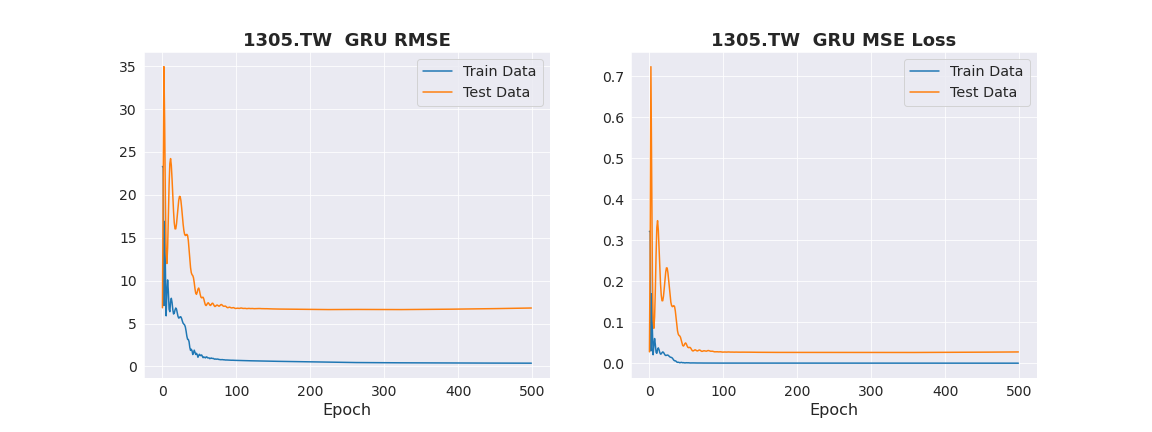 1305.TW  GRU RMSE
Train Data
Test Data
35
30
25
20
15
10
5
0
0 100 200 300 400 500
Epoch
1305.TW  GRU MSE Loss
Train Data
Test Data
0.7
0.6
0.5
0.4
0.3
0.2
0.1
0.0
0 100 200 300 400 500
Epoch